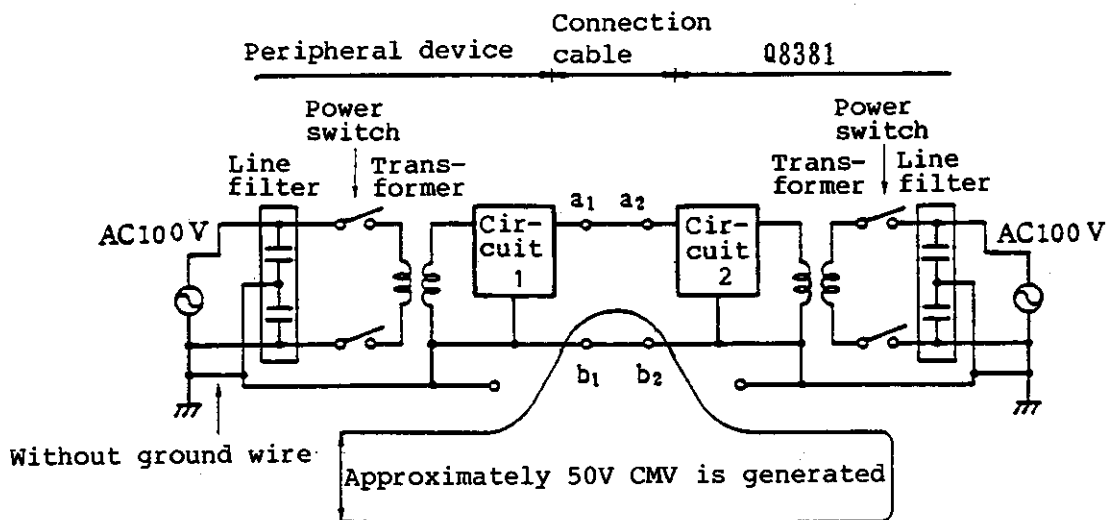 Connection
Peripheral device cable Q8381
Power
switch
Power
switch
Line
filter
Trans-
former
Trans-
former
Line
filter
AC100V
Cir-
cuit
1
a1 a2
Cir-
cuit
2
AC100V
b1 b2
Without ground wire
Approximately 50V CMV is generated